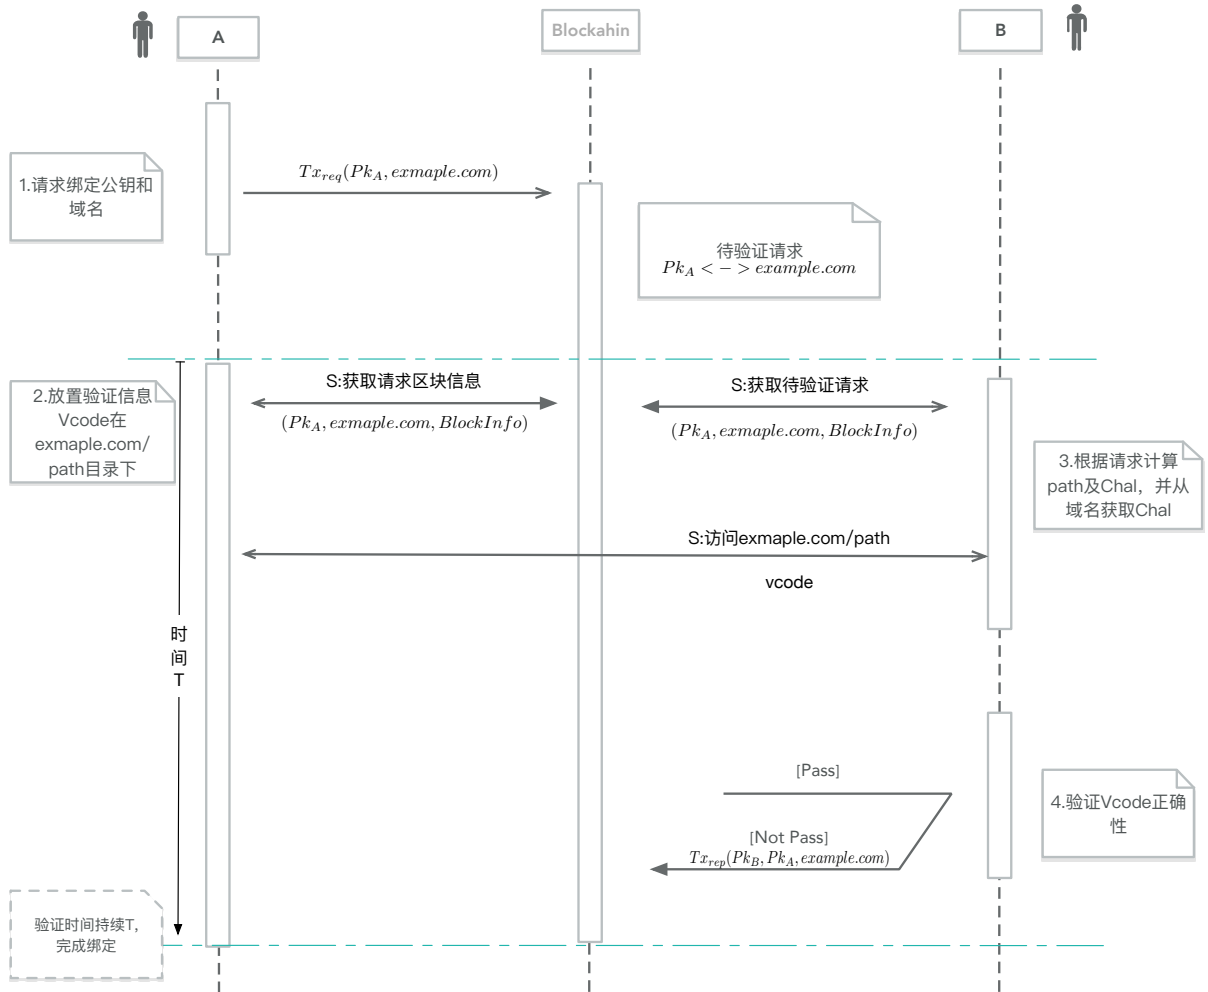 A
Blockahin
B
1.请求绑定公钥和
域名
Tx_{req}(Pk_A, exmaple.com)
待验证请求
Pk_A < - > example.com
2.放置验证信息
Vcode在
exmaple.com/
path目录下
S:获取请求区块信息
(Pk_A, exmaple.com, BlockInfo)
S:获取待验证请求
(Pk_A, exmaple.com, BlockInfo)
3.根据请求计算
path及Chal，并从
域名获取Chal
S:访问exmaple.com/path
vcode
时
间
T
[Pass]
[Not Pass]
Tx_{rep}(Pk_B, Pk_A, example.com)
4.验证Vcode正确
性
验证时间持续T，
完成绑定